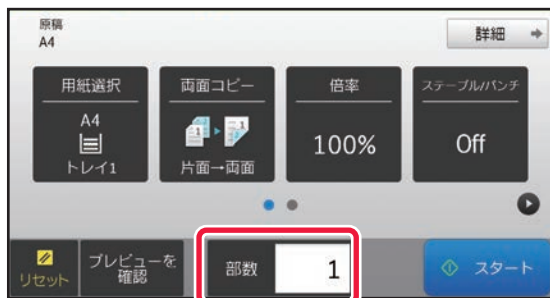 原稿
A4
詳細
用紙選択
A4
トレイ1
両面コピー
片面→両面
倍率
100%
ステープル/パンチ
Off
リセット
プレビューを
確認
部数
1
スタート